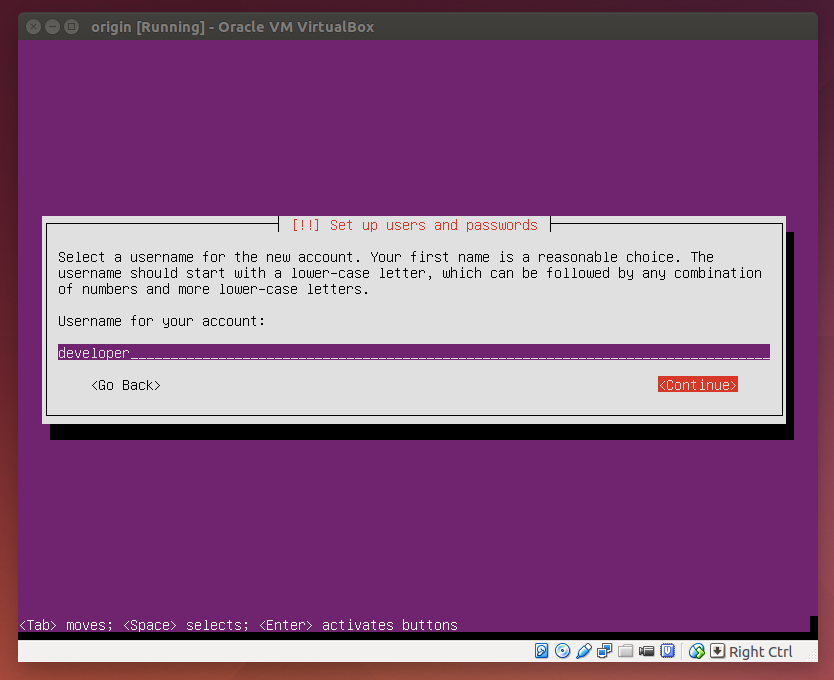 origin [Running] - Oracle VM VirtualBox
[!!] Set up users and passwords
Select a username for the new account. Your first name is a reasonable choice. The
username should start with a lower-case letter, which can be followed by any combination
of numbers and more lower-case letters.
Username for your account:
developer
<Go Back> <Continue>
<Tab> moves; <Space> selects; <Enter> activates buttons
Right Ctrl